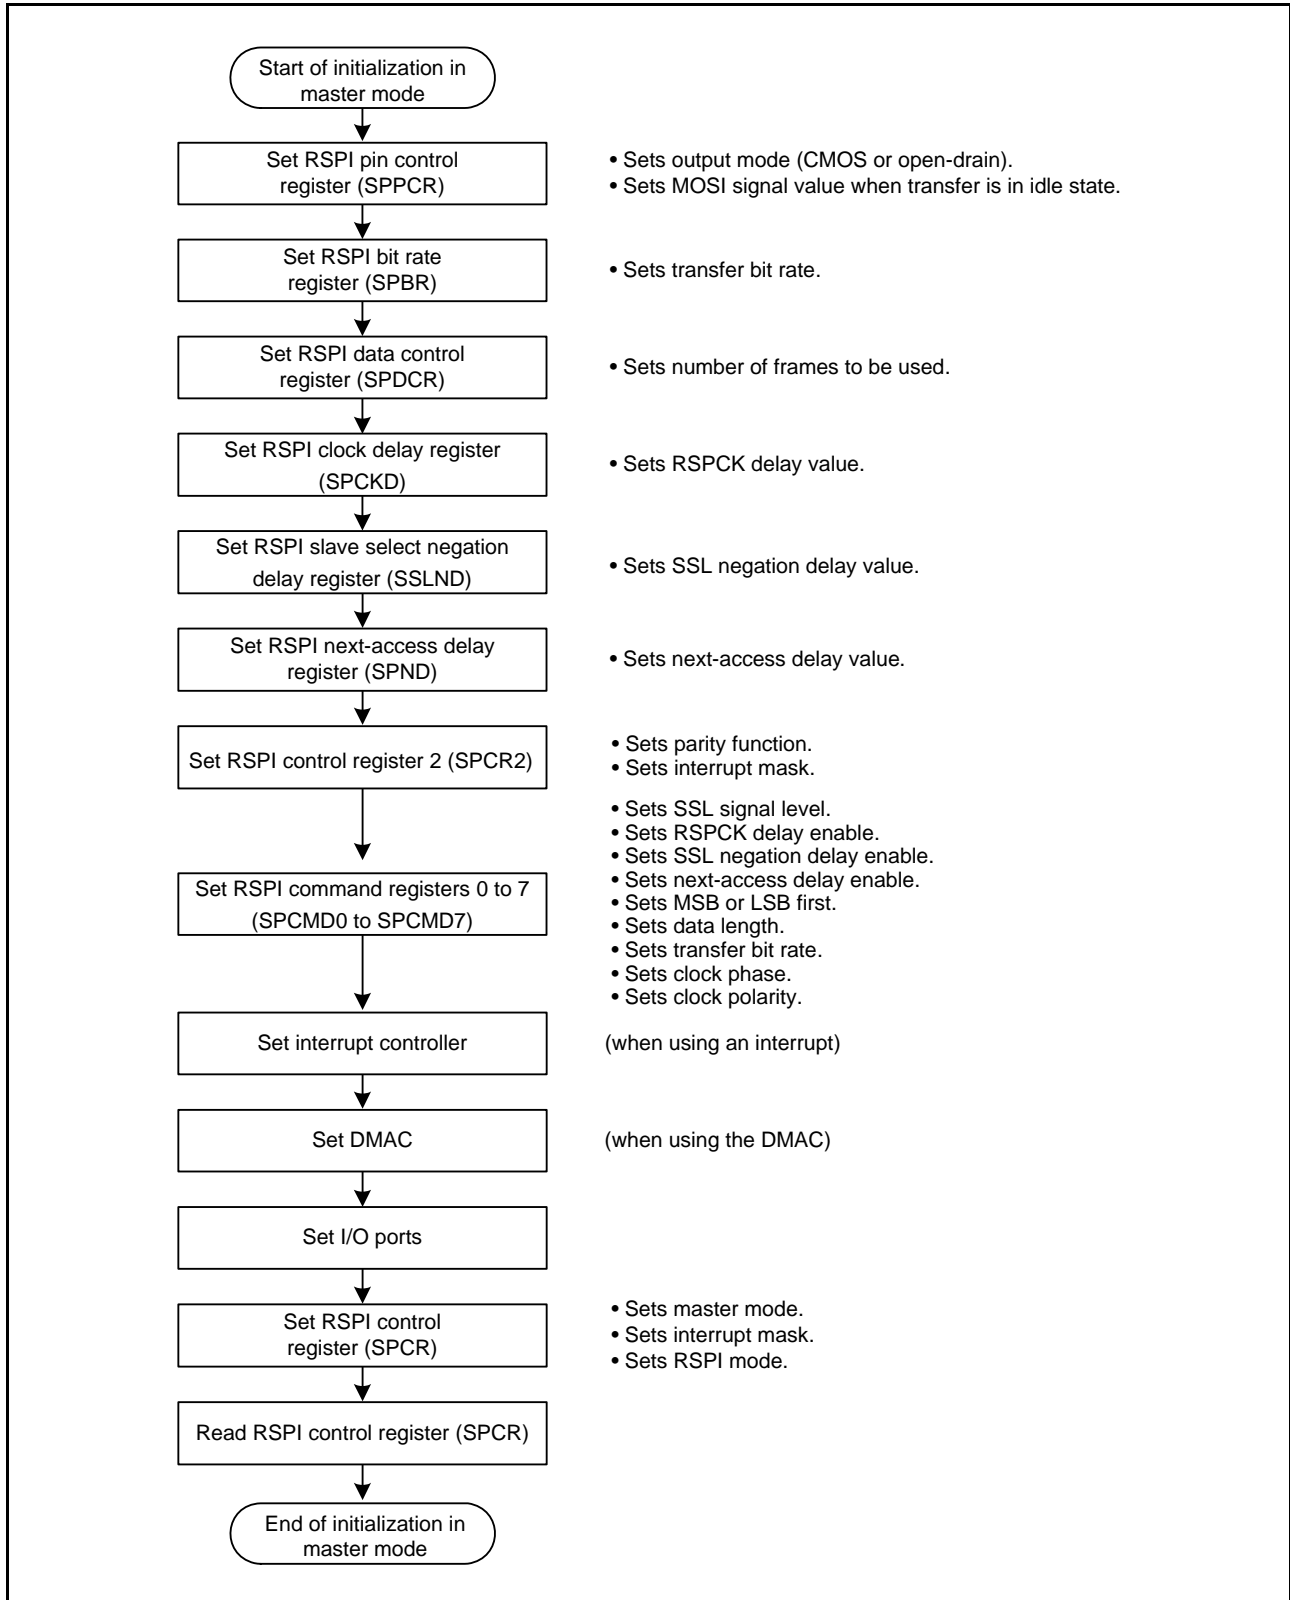 Start of initialization in
master mode
Set RSPI pin control
register (SPPCR)
• Sets output mode (CMOS or open-drain).
• Sets MOSI signal value when transfer is in idle state.
Set RSPI bit rate
register (SPBR)
• Sets transfer bit rate.
Set RSPI data control
register (SPDCR)
• Sets number of frames to be used.
Set RSPI clock delay register
(SPCKD)
• Sets RSPCK delay value.
Set RSPI slave select negation
delay register (SSLND)
• Sets SSL negation delay value.
Set RSPI next-access delay
register (SPND)
• Sets next-access delay value.
Set RSPI control register 2 (SPCR2)
• Sets parity function.
• Sets interrupt mask.
Set RSPI command registers 0 to 7
(SPCMD0 to SPCMD7)
• Sets SSL signal level.
• Sets RSPCK delay enable.
• Sets SSL negation delay enable.
• Sets next-access delay enable.
• Sets MSB or LSB first.
• Sets data length.
• Sets transfer bit rate.
• Sets clock phase.
• Sets clock polarity.
Set interrupt controller
(when using an interrupt)
Set DMAC
(when using the DMAC)
Set I/O ports
Set RSPI control
register (SPCR)
• Sets master mode.
• Sets interrupt mask.
• Sets RSPI mode.
Read RSPI control register (SPCR)
End of initialization in
master mode